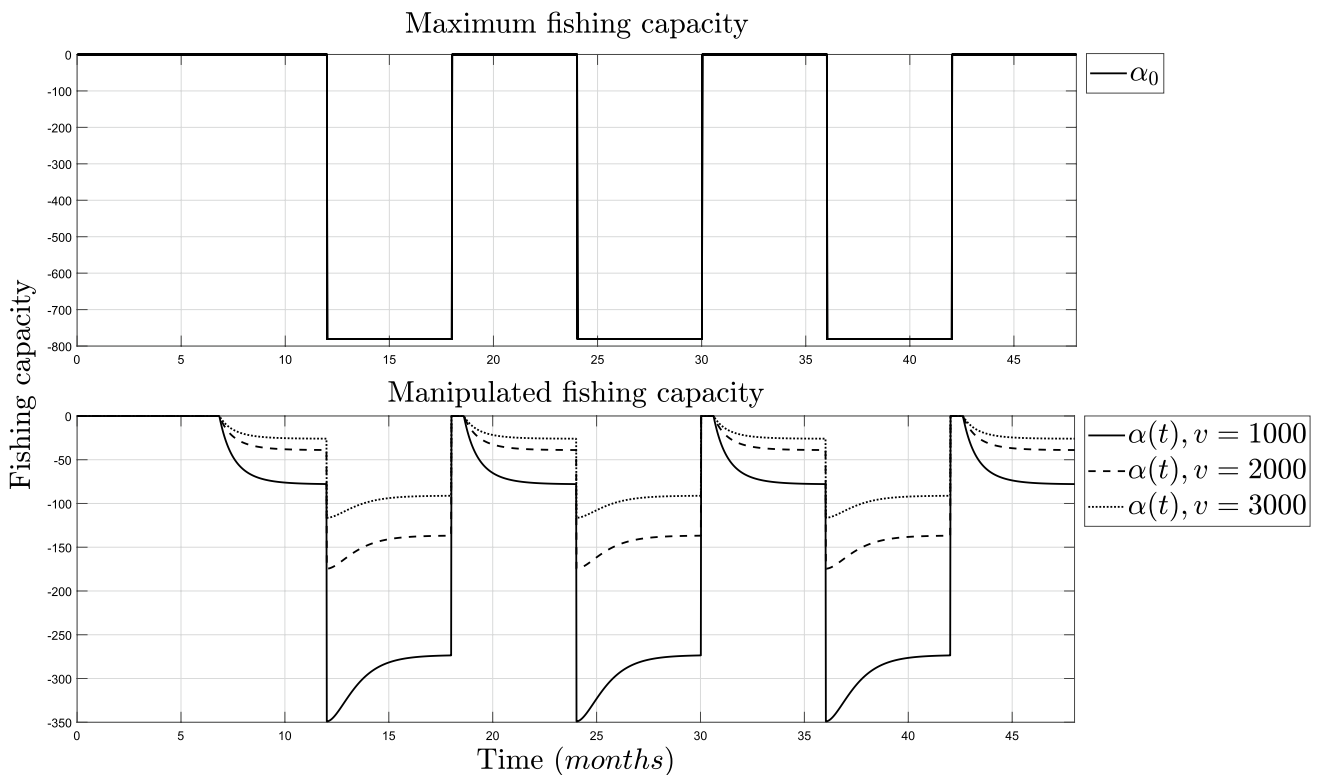 Maximum fishing capacity
0
-100
-200
-300
-400
-500
-600
-700
-800
0 5 10 15 20 25 30 35 40 45
α₀
Fishing capacity
Manipulated fishing capacity
0
-50
-100
-150
-200
-250
-300
-350
0 5 10 15 20 25 30 35 40 45
α(t), v = 1000
α(t), v = 2000
α(t), v = 3000
Time (months)